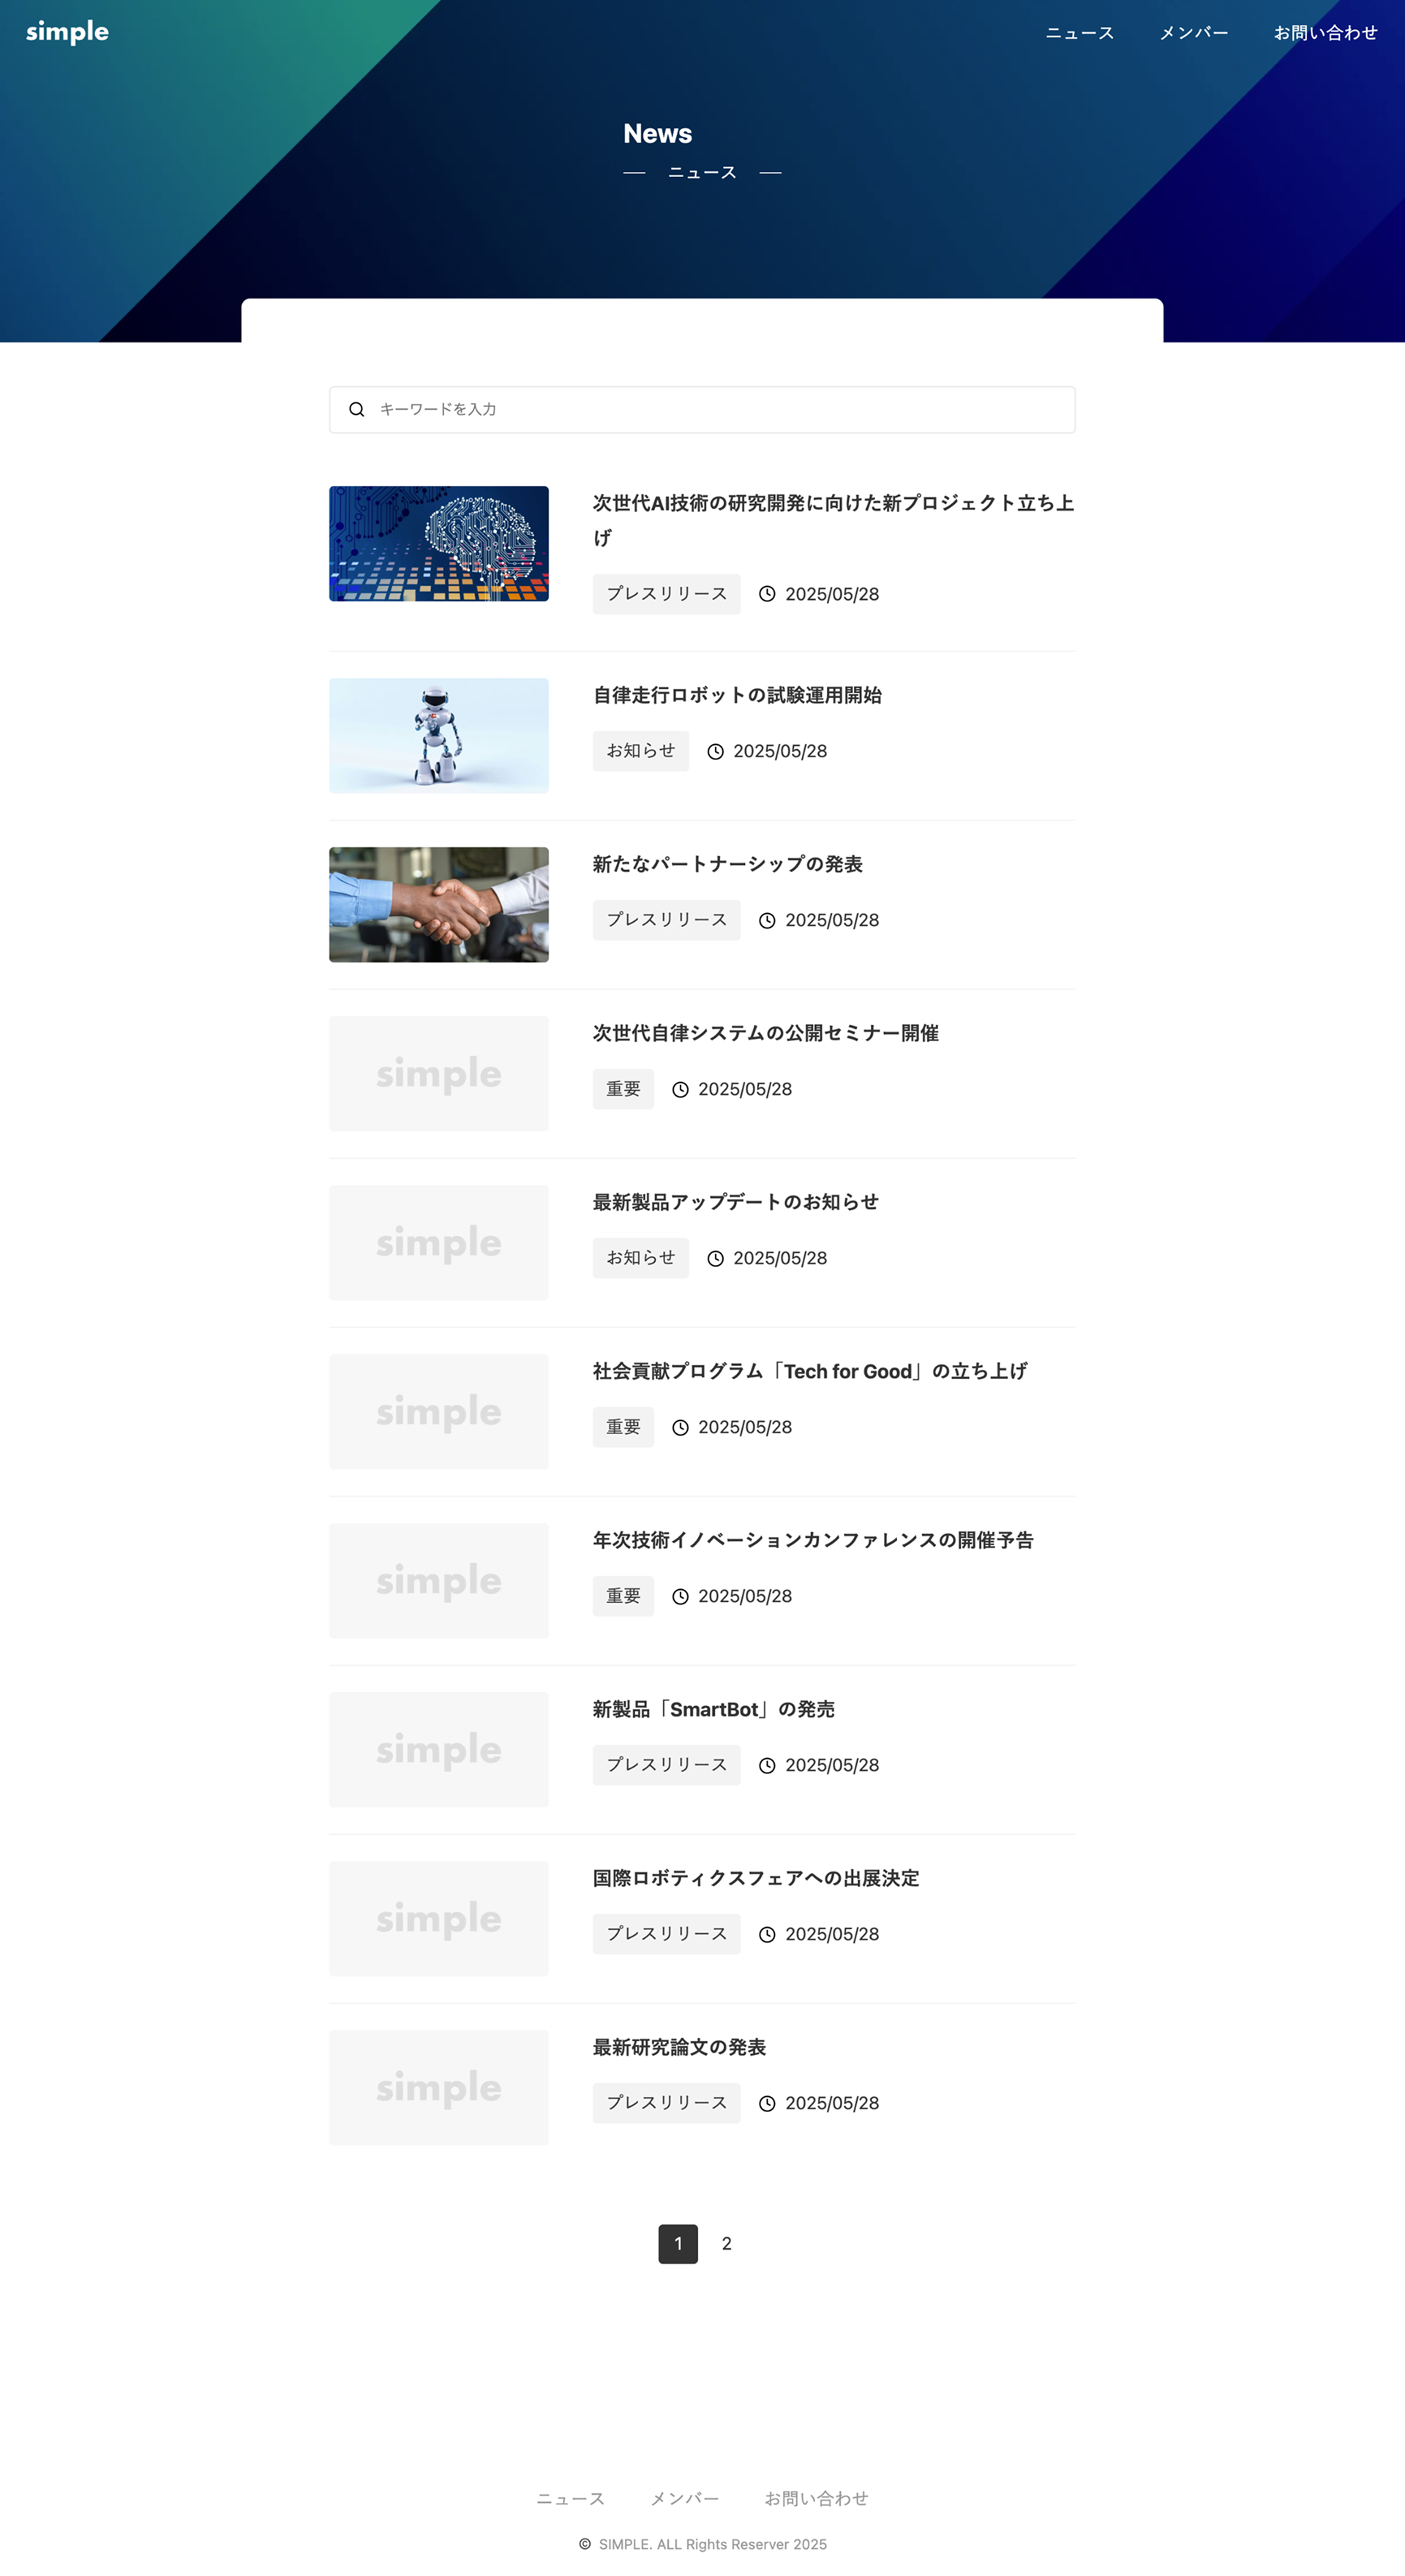 simple
ニュース メンバー お問い合わせ
News
ニュース
キーワードを入力
次世代AI技術の研究開発に向けた新プロジェクト立ち上
げ
プレスリリース 2025/05/28
自律走行ロボットの試験運用開始
お知らせ 2025/05/28
新たなパートナーシップの発表
プレスリリース 2025/05/28
simple
次世代自律システムの公開セミナー開催
重要 2025/05/28
simple
最新製品アップデートのお知らせ
お知らせ 2025/05/28
simple
社会貢献プログラム「Tech for Good」の立ち上げ
重要 2025/05/28
simple
年次技術イノベーションカンファレンスの開催予告
重要 2025/05/28
simple
新製品「SmartBot」の発売
プレスリリース 2025/05/28
simple
国際ロボティクスフェアへの出展決定
プレスリリース 2025/05/28
simple
最新研究論文の発表
プレスリリース 2025/05/28
1 2
ニュース メンバー お問い合わせ
© SIMPLE. ALL Rights Reserver 2025